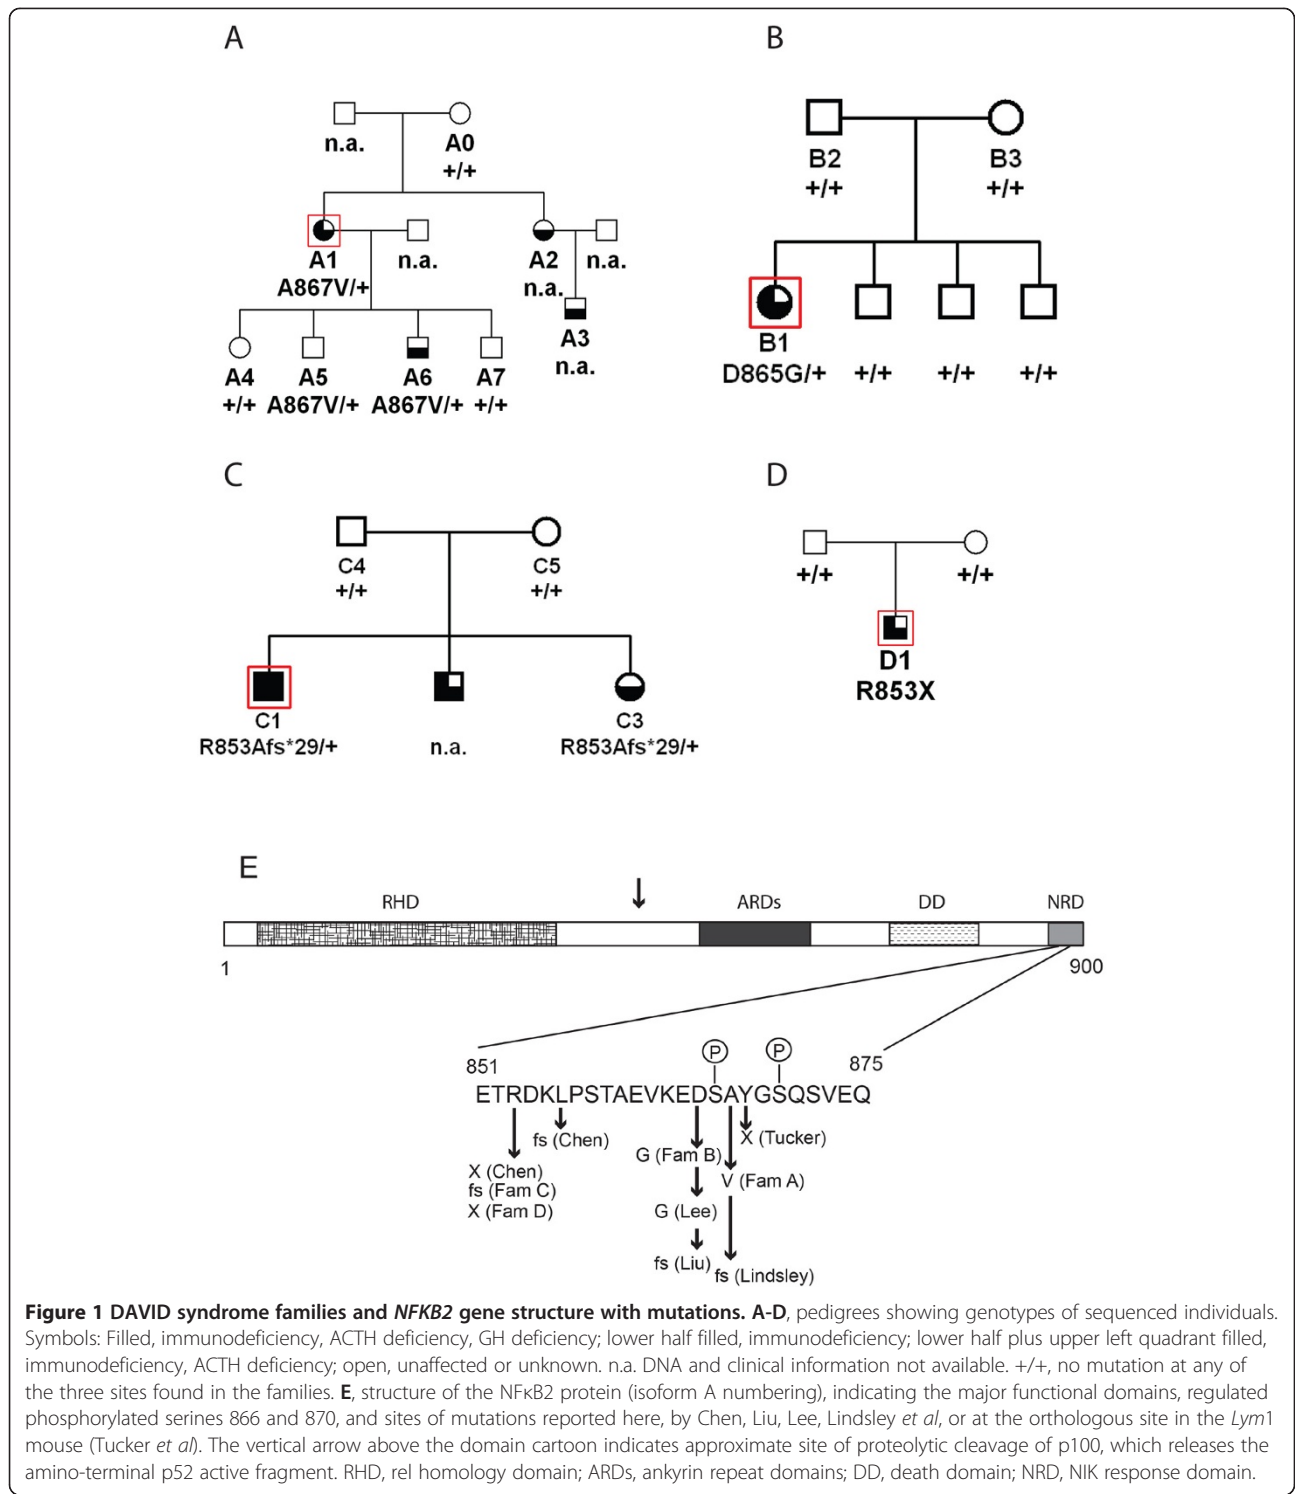 A
n.a.
A0
+/+
A1
A867V/+
n.a.
A2
n.a.
n.a.
A3
n.a.
A4
+/+
A5
A867V/+
A6
A867V/+
A7
+/+
B
B2
+/+
B3
+/+
B1
D865G/+
+/+
+/+
+/+
C
C4
+/+
C5
+/+
C1
R853Afs*29/+
n.a.
C3
R853Afs*29/+
D
+/+
+/+
D1
R853X
E
RHD
ARDs
DD
NRD
1
900
851
875
P
P
ETRDKLPSTAEVKEDSAYGSQSVEQ
fs (Chen)
X (Chen)
fs (Fam C)
X (Fam D)
G (Fam B)
G (Lee)
fs (Liu)
X (Tucker)
V (Fam A)
fs (Lindsley)
Figure 1 DAVID syndrome families and NFKB2 gene structure with mutations. A-D, pedigrees showing genotypes of sequenced individuals.
Symbols: Filled, immunodeficiency, ACTH deficiency, GH deficiency; lower half filled, immunodeficiency; lower half plus upper left quadrant filled,
immunodeficiency, ACTH deficiency; open, unaffected or unknown. n.a. DNA and clinical information not available. +/+, no mutation at any of
the three sites found in the families. E, structure of the NFκB2 protein (isoform A numbering), indicating the major functional domains, regulated
phosphorylated serines 866 and 870, and sites of mutations reported here, by Chen, Liu, Lee, Lindsley et al, or at the orthologous site in the Lym1
mouse (Tucker et al). The vertical arrow above the domain cartoon indicates approximate site of proteolytic cleavage of p100, which releases the
amino-terminal p52 active fragment. RHD, rel homology domain; ARDs, ankyrin repeat domains; DD, death domain; NRD, NIK response domain.